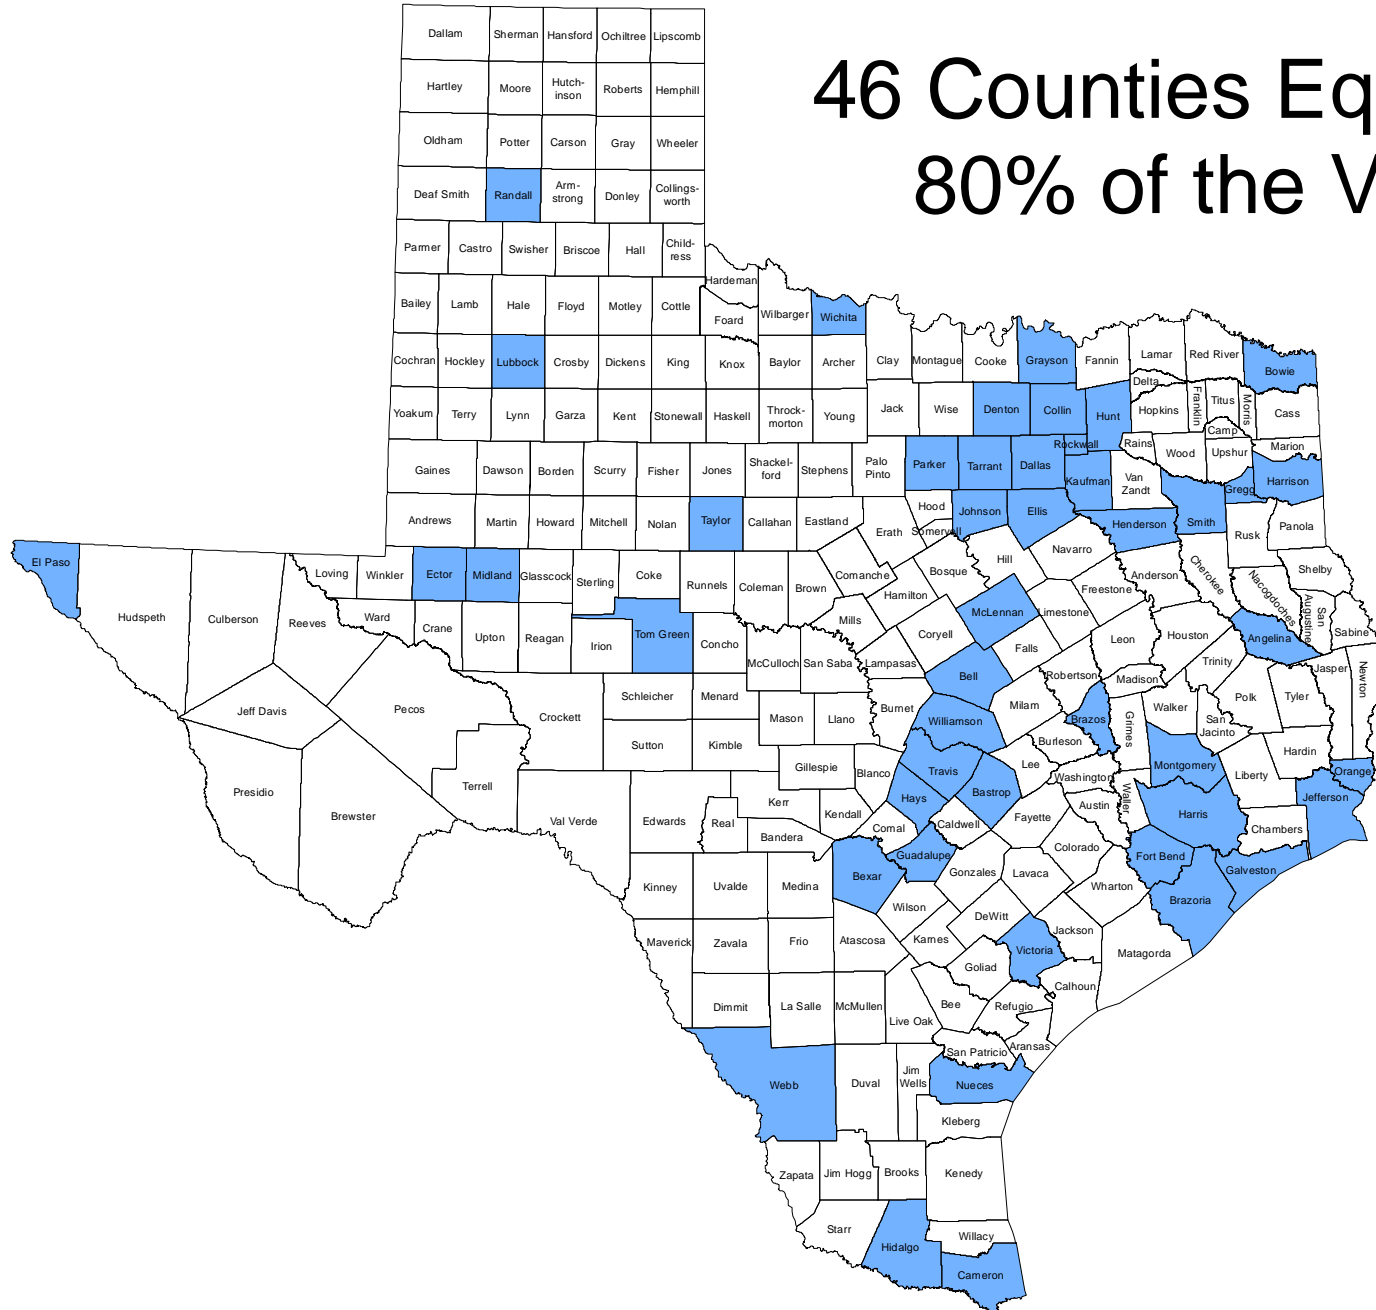 46 Counties Eq
80% of the V
Dallam Sherman Hansford Ochiltree Lipscomb
Hartley Moore Hutch-
inson Roberts Hemphill
Oldham Potter Carson Gray Wheeler
Deaf Smith Randall Arm-
strong Donley Collings-
worth
Parmer Castro Swisher Briscoe Hall Child-
ress
Hardeman
Bailey Lamb Hale Floyd Motley Cottle Foard Wilbarger Wichita
Cochran Hockley Lubbock Crosby Dickens King Knox Baylor Archer Clay Montague Cooke Grayson Fannin Lamar Red River Bowie
Delta
Yoakum Terry Lynn Garza Kent Stonewall Haskell Throck-
morton Young Jack Wise Denton Collin Hunt Hopkins Franklin Titus Morris Cass
Camp
Rockwall Rains Wood Upshur Marion
Gaines Dawson Borden Scurry Fisher Jones Shackel-
ford Stephens Palo
Pinto Parker Tarrant Dallas Kaufman Van
Zandt Gregg Harrison
Andrews Martin Howard Mitchell Nolan Taylor Callahan Eastland Erath Hood Johnson Ellis Henderson Smith Rusk Panola
Somervell
El Paso Hudspeth Culberson Reeves Loving Winkler Ector Midland Glasscock Sterling Coke Runnels Coleman Brown Comanche Bosque Hill Navarro Anderson Cherokee Nacogdoches Shelby
Ward Crane Upton Reagan Irion Tom Green Concho McCulloch San Saba Mills Hamilton McLennan Limestone Freestone Leon Houston Angelina San
Augustine Sabine
Lampasas Coryell Falls
Jeff Davis Pecos Crockett Schleicher Menard Mason Llano Burnet Bell Milam Robertson Madison Walker Trinity Polk Tyler Jasper Newton
Sutton Kimble Williamson Brazos Grimes San
Jacinto Hardin
Burleson
Presidio Brewster Terrell Gillespie Blanco Travis Lee Washington Montgomery Liberty Orange
Val Verde Edwards Real Kerr Kendall Hays Bastrop Fayette Austin Waller Harris Chambers Jefferson
Bandera Comal Caldwell
Kinney Uvalde Medina Bexar Guadalupe Gonzales Lavaca Colorado Fort Bend Galveston
Wilson Wharton Brazoria
DeWitt
Maverick Zavala Frio Atascosa Karnes Victoria Jackson Matagorda
Goliad
Dimmit La Salle McMullen Live Oak Bee Refugio Calhoun
San Patricio Aransas
Webb Duval Jim
Wells Nueces
Kleberg
Zapata Jim Hogg Brooks Kenedy
Starr Hidalgo Willacy
Cameron